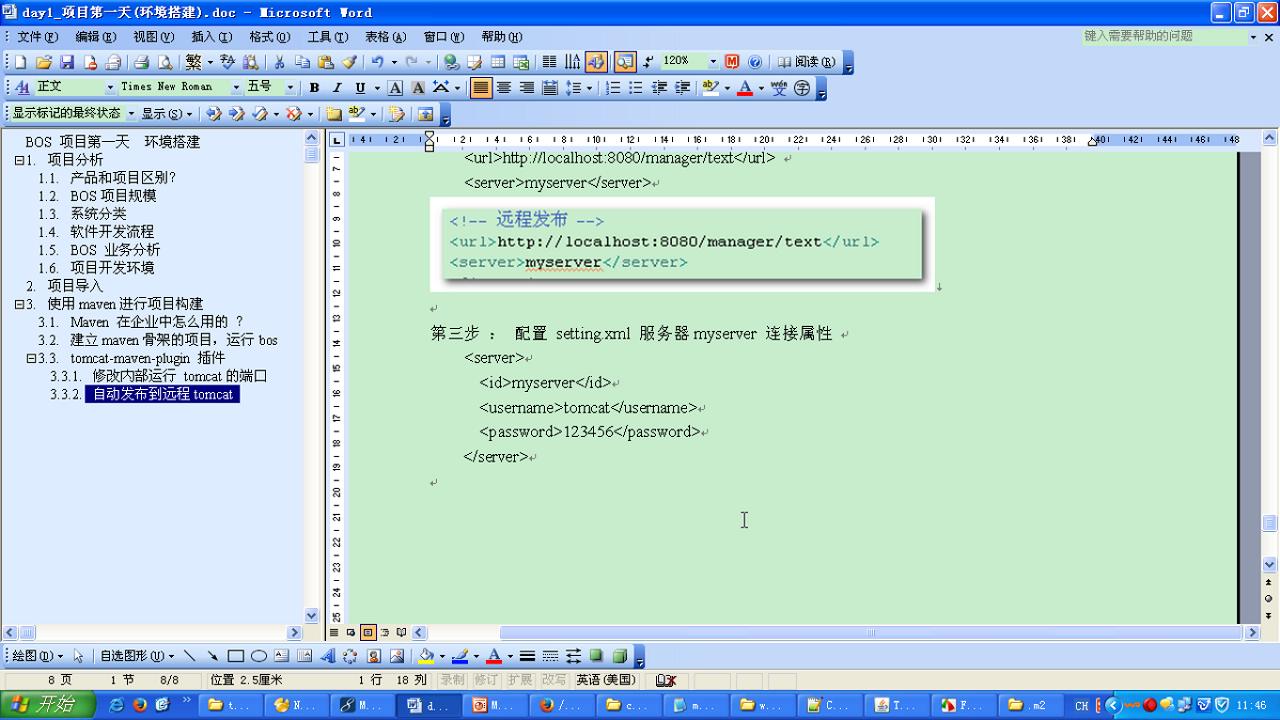 day1_项目第一天(环境搭建).doc - Microsoft Word
文件(F) 编辑(E) 视图(V) 插入(I) 格式(O) 工具(T) 表格(A) 窗口(W) 帮助(H) 键入需要帮助的问题
繁 120% 阅读(R)
正文 Times New Roman 五号 B I U A A A
显示标记的最终状态 显示(S)
BOS 项目第一天 环境搭建
1. 项目分析
1.1. 产品和项目区别?
1.2. BOS 项目规模
1.3. 系统分类
1.4. 软件开发流程
1.5. BOS 业务分析
1.6. 项目开发环境
2. 项目导入
3. 使用 maven 进行项目构建
3.1. Maven 在企业中怎么用的 ?
3.2. 建立 maven 骨架的项目,运行 bos
3.3. tomcat-maven-plugin 插件
3.3.1. 修改内部运行 tomcat 的端口
3.3.2. 自动发布到远程 tomcat
<url>http://localhost:8080/manager/text</url>
<server>myserver</server>
<!-- 远程发布 -->
<url>http://localhost:8080/manager/text</url>
<server>myserver</server>
第三步 : 配置 setting.xml 服务器 myserver 连接属性
<server>
<id>myserver</id>
<username>tomcat</username>
<password>123456</password>
</server>
绘图(D) 自选图形(U)
8 页 1 节 8/8 位置 2.5厘米 1 行 18 列 录制 修订 扩展 改写 英语(美国)
开始 t... N... M... d... M... /... c... m... w... C... T... F... .m2 CH 11:46